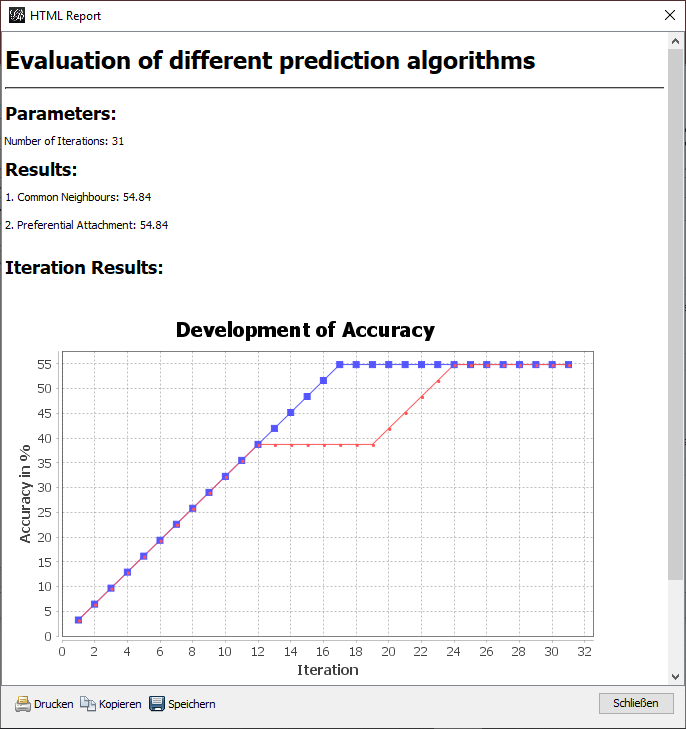 HTML Report
Evaluation of different prediction algorithms
Parameters:
Number of Iterations: 31
Results:
1. Common Neighbours: 54.84
2. Preferential Attachment: 54.84
Iteration Results:
Development of Accuracy
55
50
45
40
35
30
25
20
15
10
5
0
Accuracy in %
0 2 4 6 8 10 12 14 16 18 20 22 24 26 28 30 32
Iteration
Drucken Kopieren Speichern Schließen